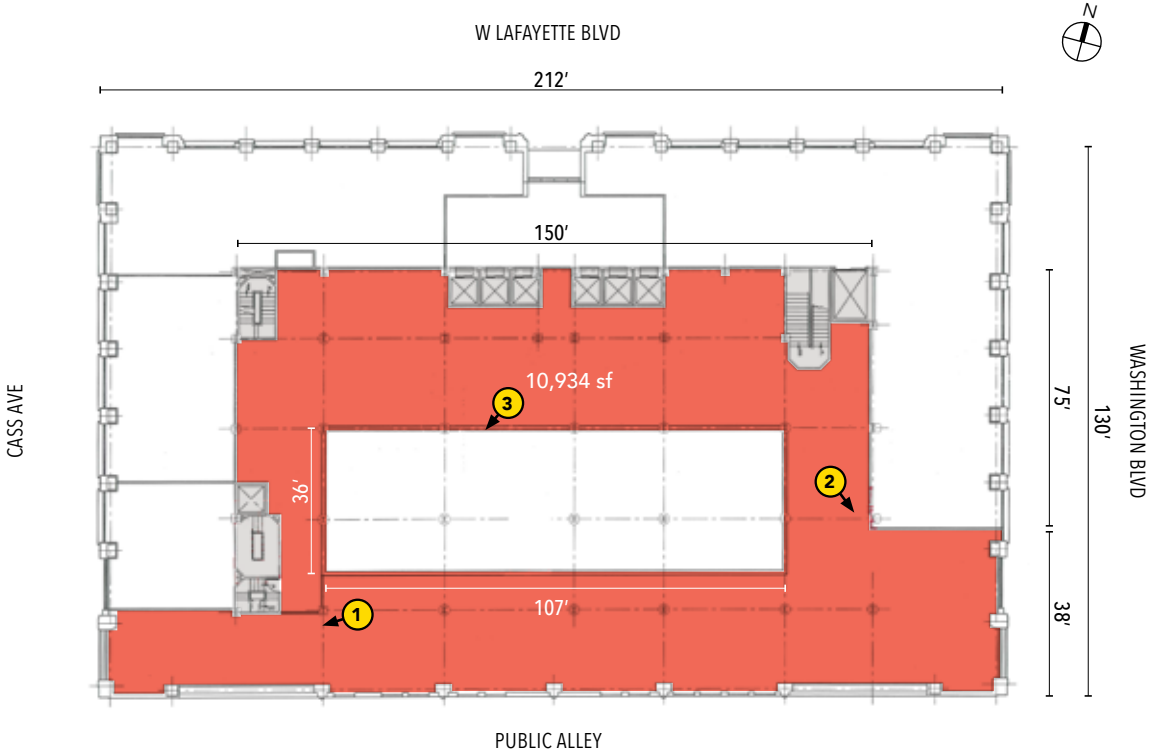 N
W LAFAYETTE BLVD
212'
150'
10,934 sf
3
CASS AVE
WASHINGTON BLVD
75'
130'
36'
2
107'
1
38'
PUBLIC ALLEY